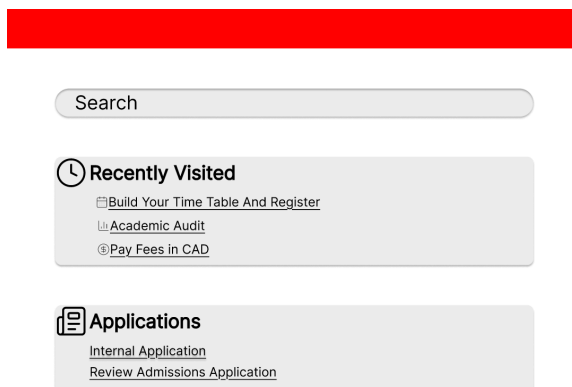 Search
Recently Visited
Build Your Time Table And Register
Academic Audit
Pay Fees in CAD
Applications
Internal Application
Review Admissions Application